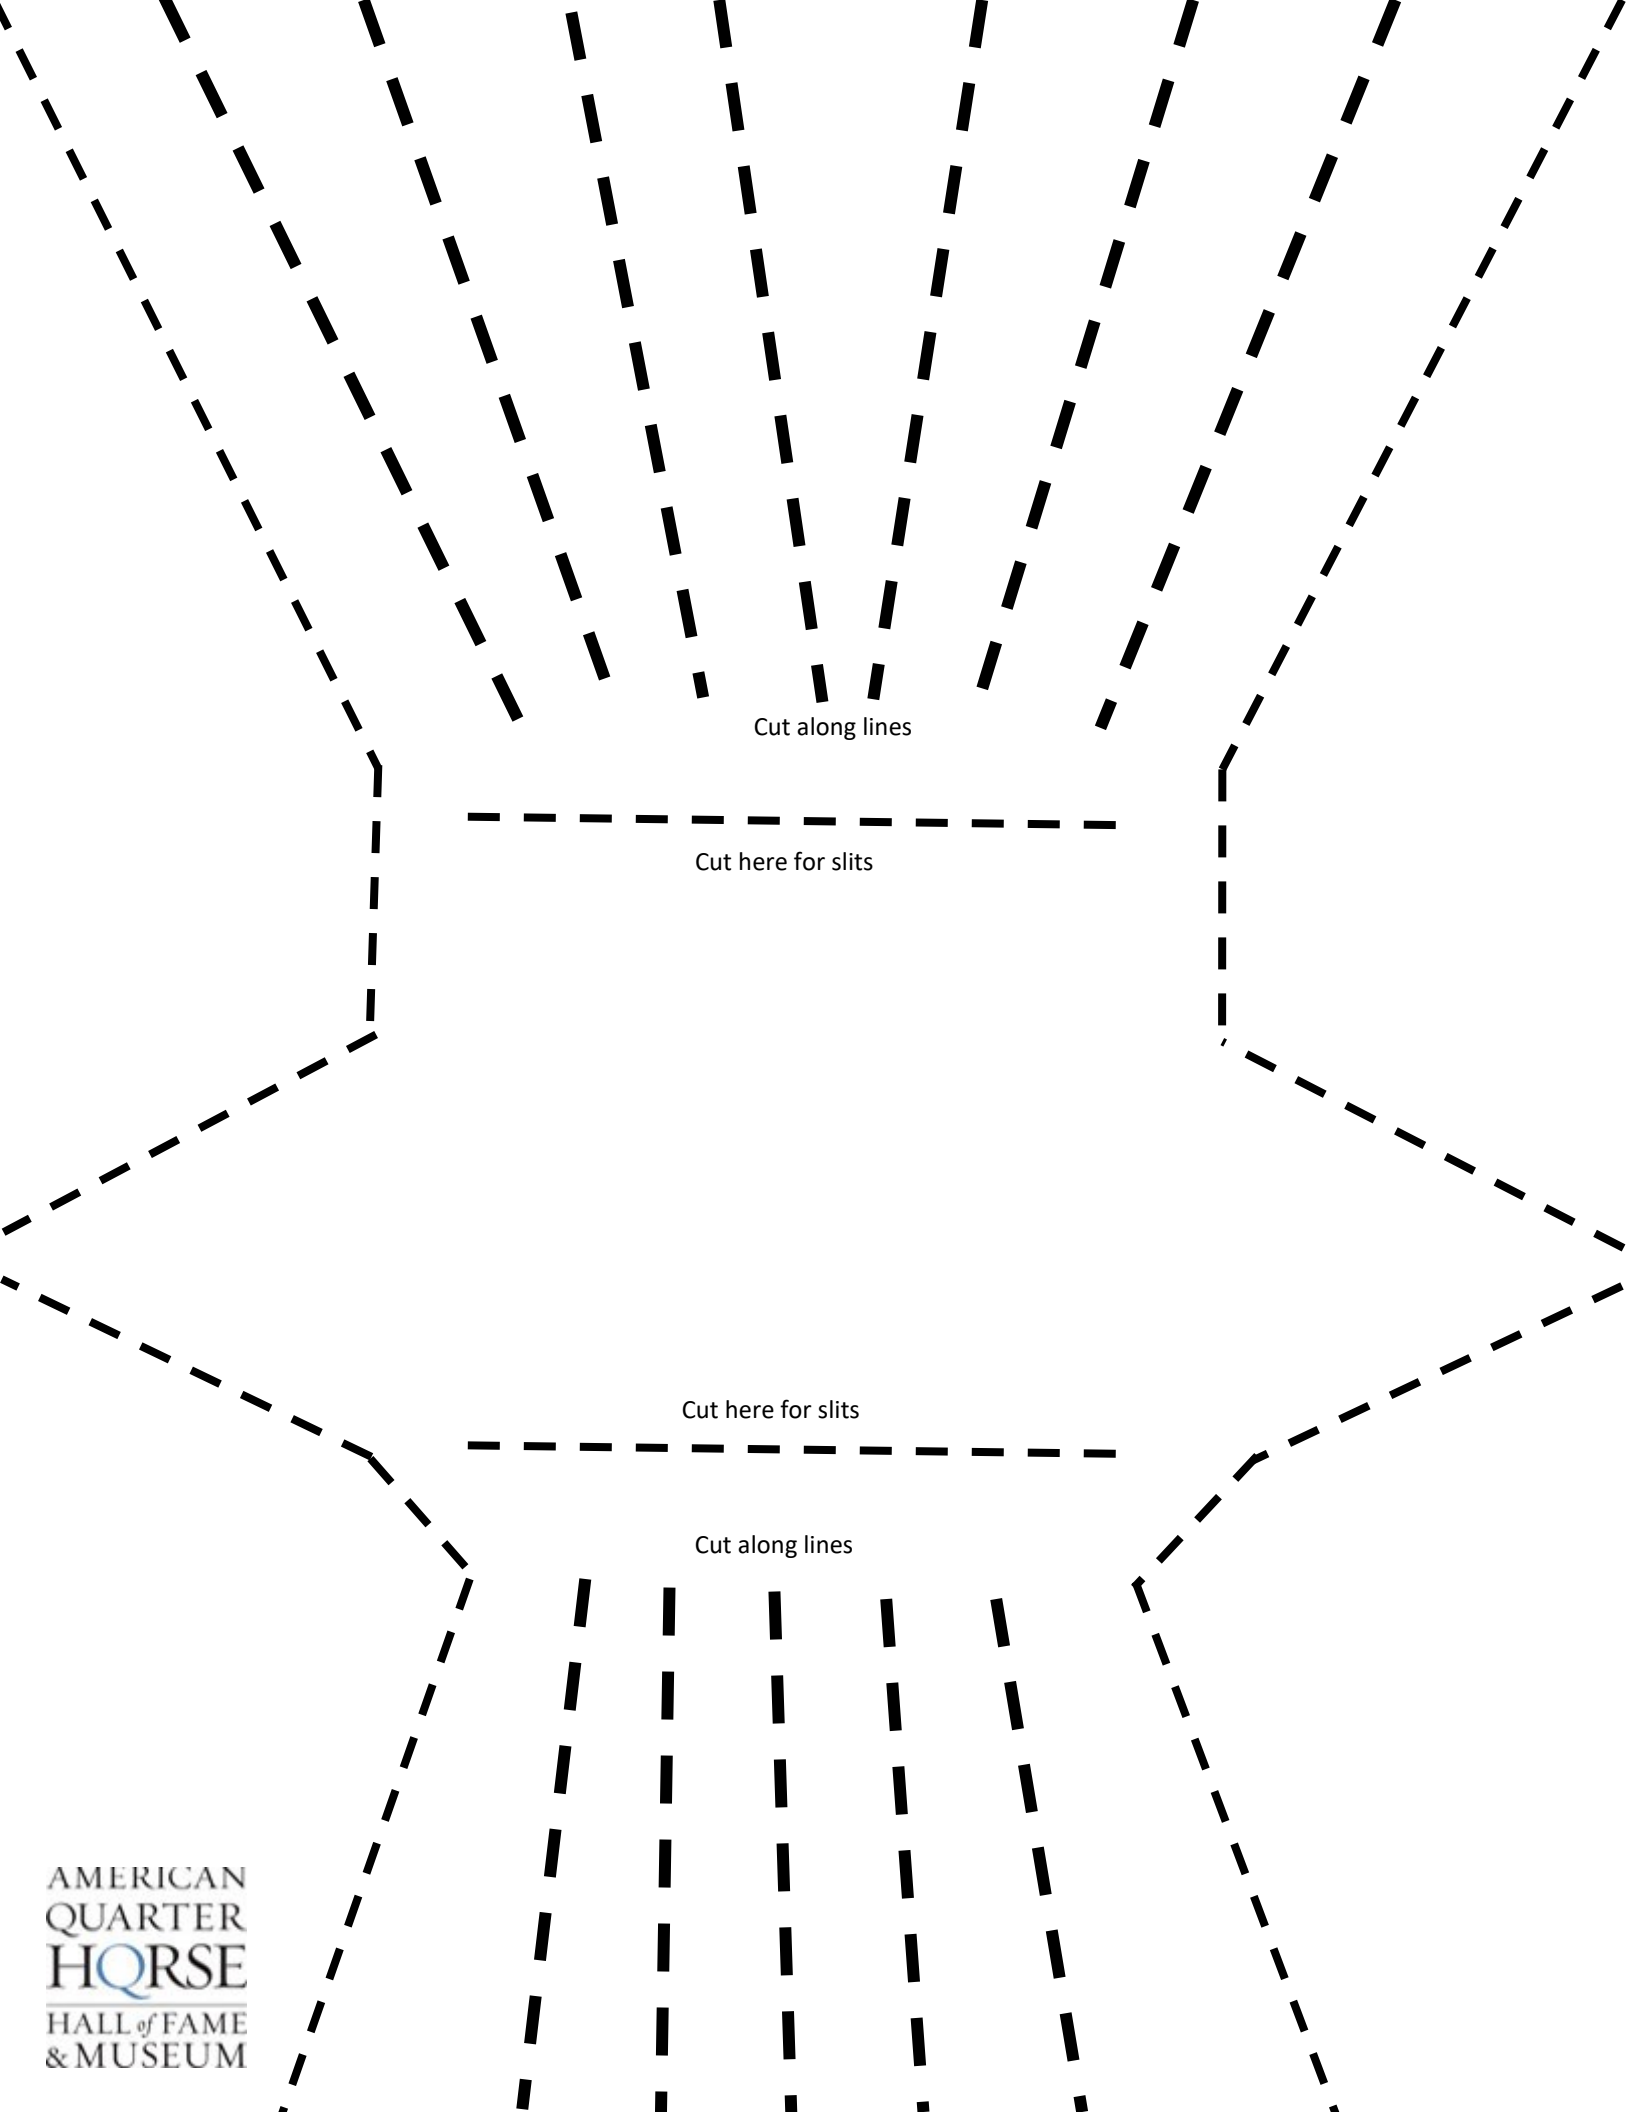 Cut along lines
Cut here for slits
Cut here for slits
Cut along lines
AMERICAN
QUARTER
HORSE
HALL of FAME
& MUSEUM